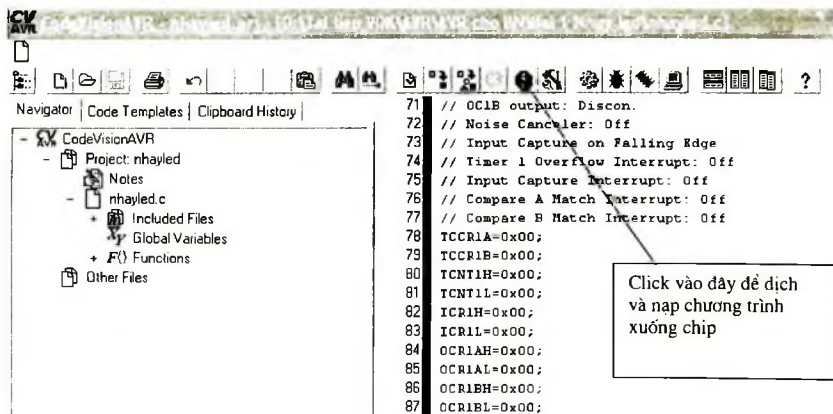 CV
AVR
CodeVisionAVR - nhayled.prj
Navigator
Code Templates
Clipboard History
CodeVisionAVR
Project: nhayled
Notes
nhayled.c
Included Files
Global Variables
F() Functions
Other Files
71 // OC1B output: Discon.
72 // Noise Canceler: Off
73 // Input Capture on Falling Edge
74 // Timer 1 Overflow Interrupt: Off
75 // Input Capture Interrupt: Off
76 // Compare A Match Interrupt: Off
77 // Compare B Match Interrupt: Off
78 TCCR1A=0x00;
79 TCCR1B=0x00;
80 TCNT1H=0x00;
81 TCNT1L=0x00;
82 ICR1H=0x00;
83 ICR1L=0x00;
84 OCR1AH=0x00;
85 OCR1AL=0x00;
86 OCR1BH=0x00;
87 OCR1BL=0x00;
Click vào đây để dịch
và nạp chương trình
xuống chip